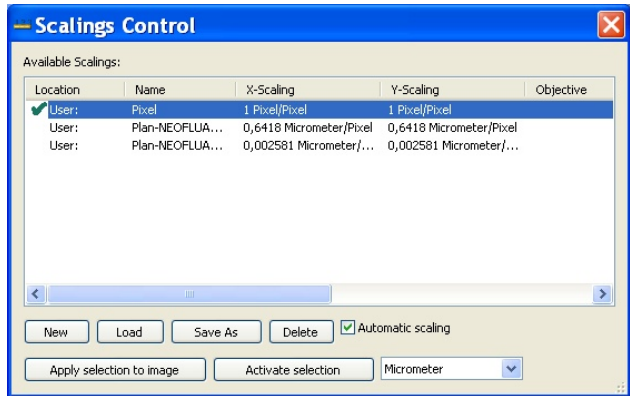 Scalings Control
Available Scalings:
Location Name X-Scaling Y-Scaling Objective
User: Pixel 1 Pixel/Pixel 1 Pixel/Pixel
User: Plan-NEOFLUA... 0,6418 Micrometer/Pixel 0,6418 Micrometer/Pixel
User: Plan-NEOFLUA... 0,002581 Micrometer/... 0,002581 Micrometer/...
New Load Save As Delete Automatic scaling
Apply selection to image Activate selection Micrometer